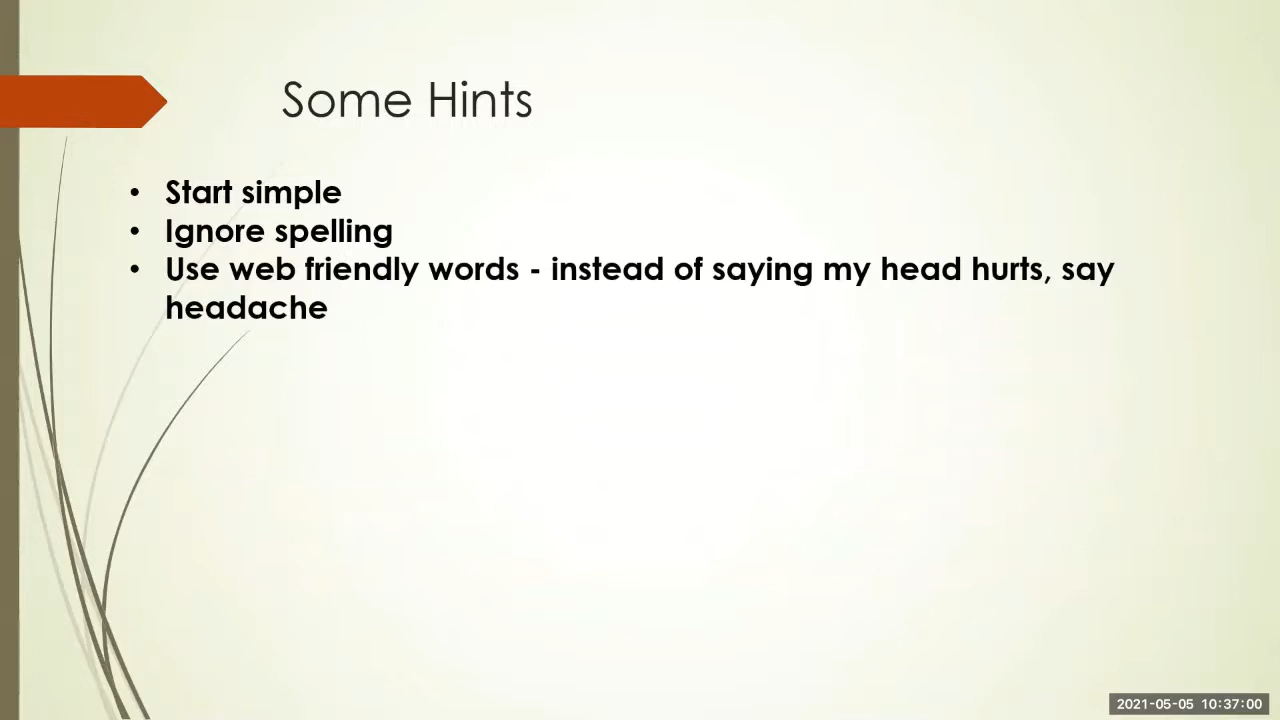 Some Hints
• Start simple
• Ignore spelling
• Use web friendly words - instead of saying my head hurts, say
headache
2021-05-05 10:37:00